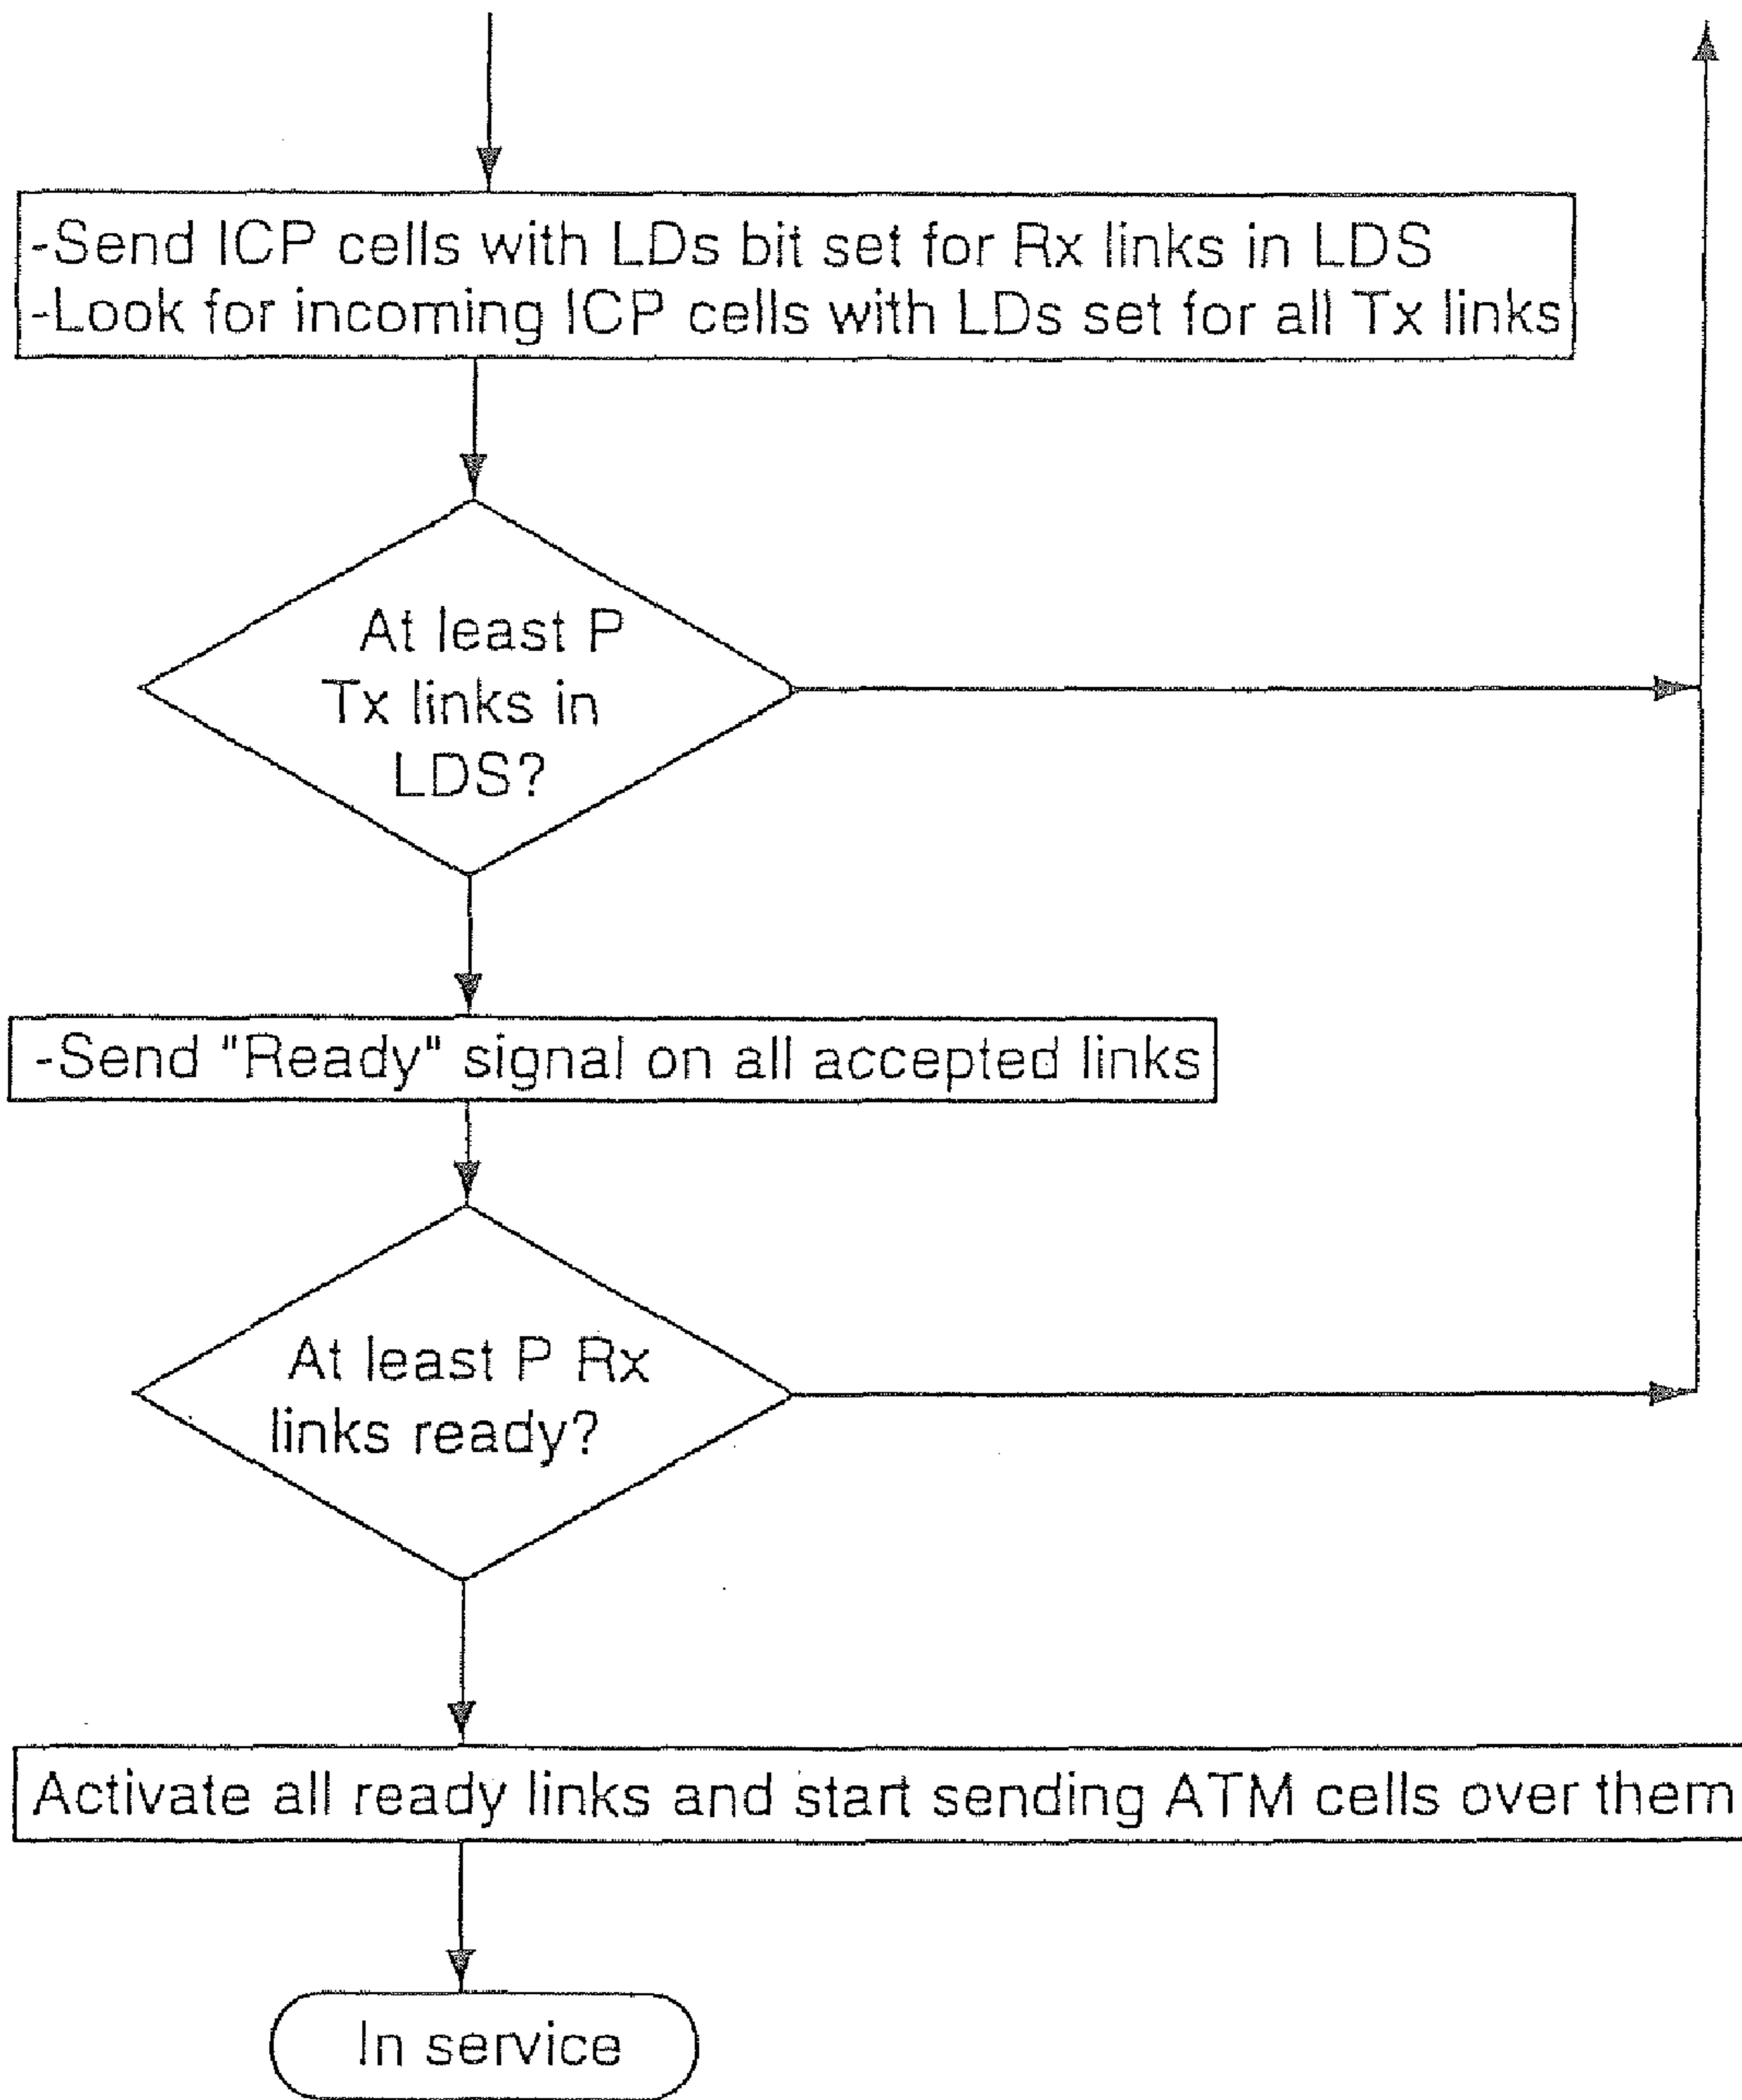 -Send ICP cells with LDs bit set for Rx links in LDS
-Look for incoming ICP cells with LDs set for all Tx links
At least P
Tx links in
LDS?
-Send "Ready" signal on all accepted links
At least P Rx
links ready?
Activate all ready links and start sending ATM cells over them
In service